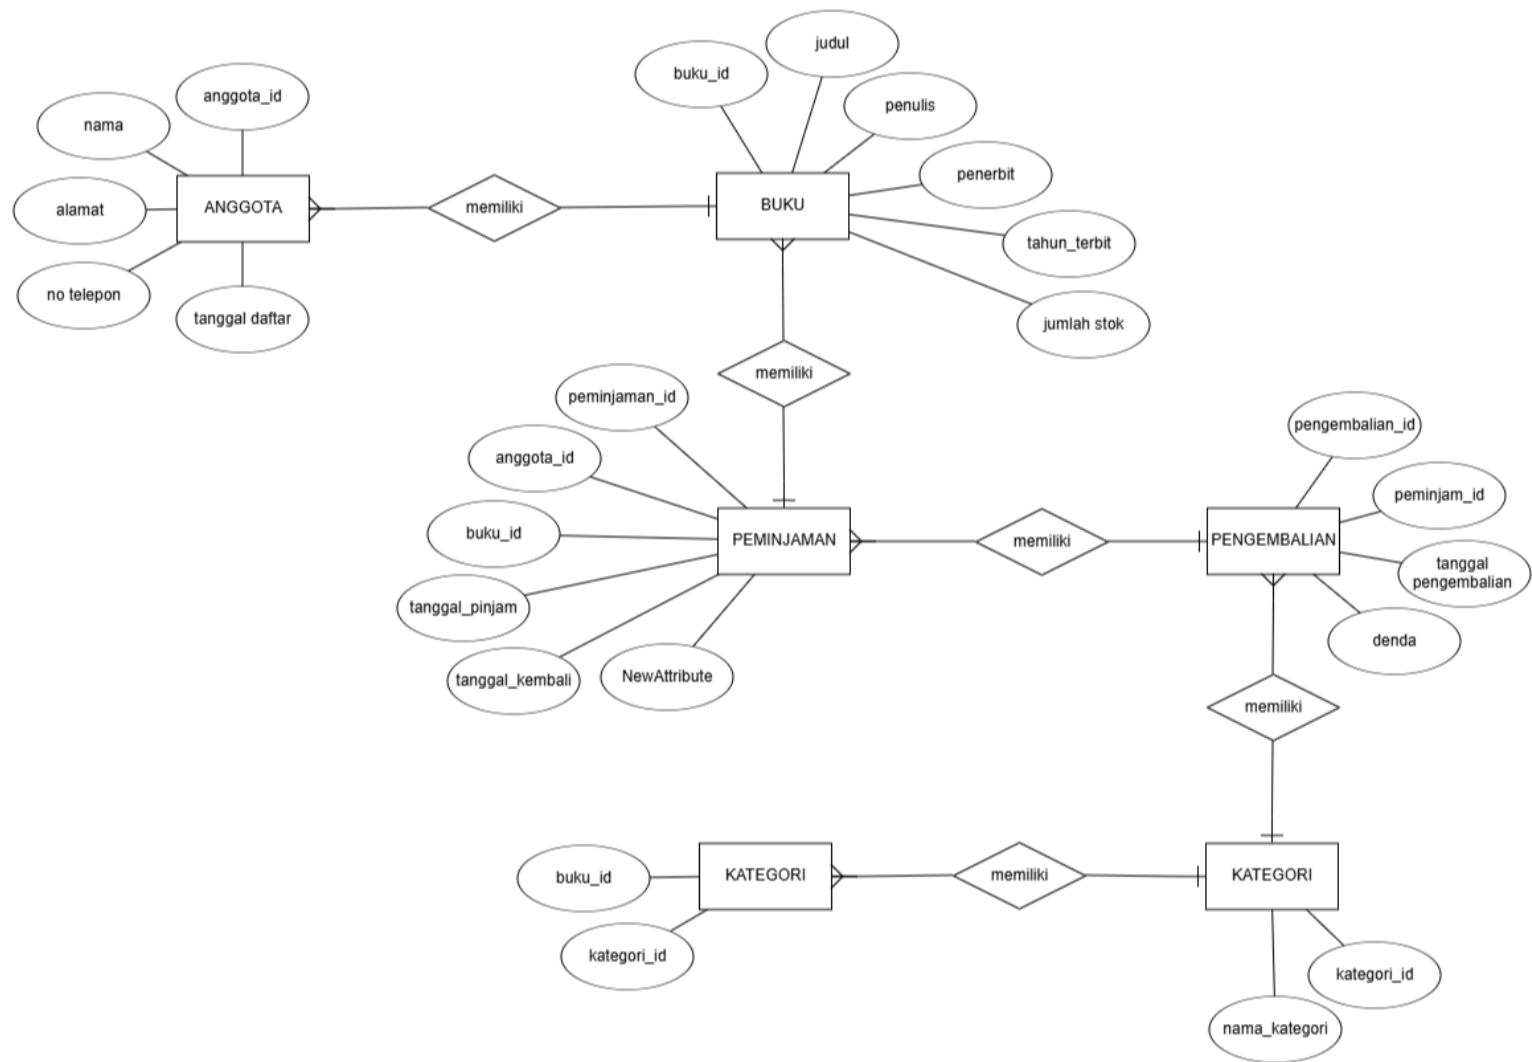 judul
buku_id
anggota_id
penulis
nama
penerbit
ANGGOTA
memiliki
BUKU
alamat
tahun_terbit
no telepon
tanggal daftar
jumlah stok
memiliki
peminjaman_id
pengembalian_id
anggota_id
peminjam_id
buku_id
PEMINJAMAN
memiliki
PENGEMBALIAN
tanggal
pengembalian
tanggal_pinjam
denda
tanggal_kembali
NewAttribute
memiliki
buku_id
KATEGORI
memiliki
KATEGORI
kategori_id
kategori_id
nama_kategori